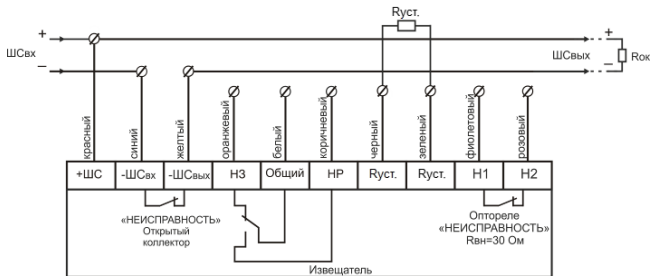 Rуст.
+
ШСвх
–
+
ШСвых
–
Rок
красный
синий
желтый
оранжевый
белый
коричневый
черный
зеленый
фиолетовый
розовый
+ШС
-ШСвх
-ШСвых
НЗ
Общий
НР
Rуст.
Rуст.
Н1
Н2
«НЕИСПРАВНОСТЬ»
Открытый
коллектор
Оптореле
«НЕИСПРАВНОСТЬ»
Rвн=30 Ом
Извещатель